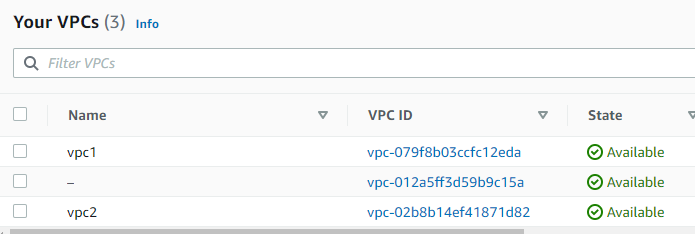 Your VPCs (3) Info
Filter VPCs
Name VPC ID State
vpc1 vpc-079f8b03ccfc12eda Available
– vpc-012a5ff3d59b9c15a Available
vpc2 vpc-02b8b14ef41871d82 Available